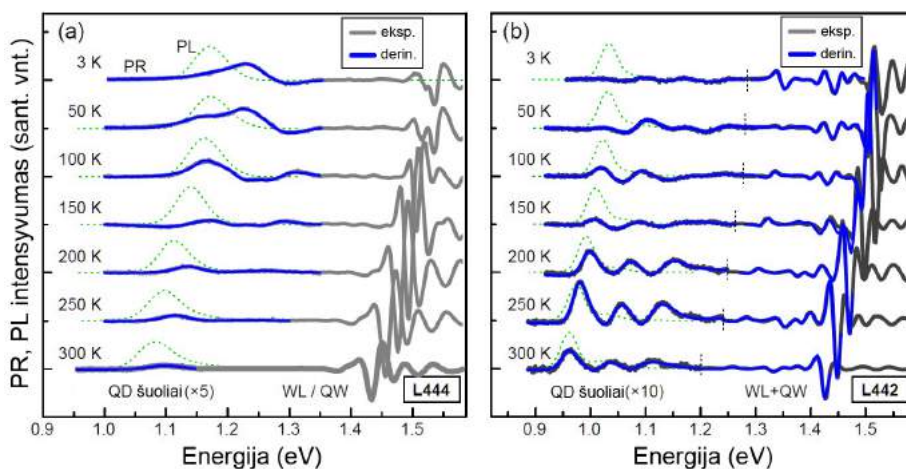 PR, PL intensyvumas (sant. vnt.)
(a)
PL
PR
eksp.
derin.
3 K
50 K
100 K
150 K
200 K
250 K
300 K
QD šuoliai (×5)
WL / QW
L444
0.9 1.0 1.1 1.2 1.3 1.4 1.5
Energija (eV)
(b)
eksp.
derin.
3 K
50 K
100 K
150 K
200 K
250 K
300 K
QD šuoliai (×10)
WL+QW
L442
0.9 1.0 1.1 1.2 1.3 1.4 1.5
Energija (eV)